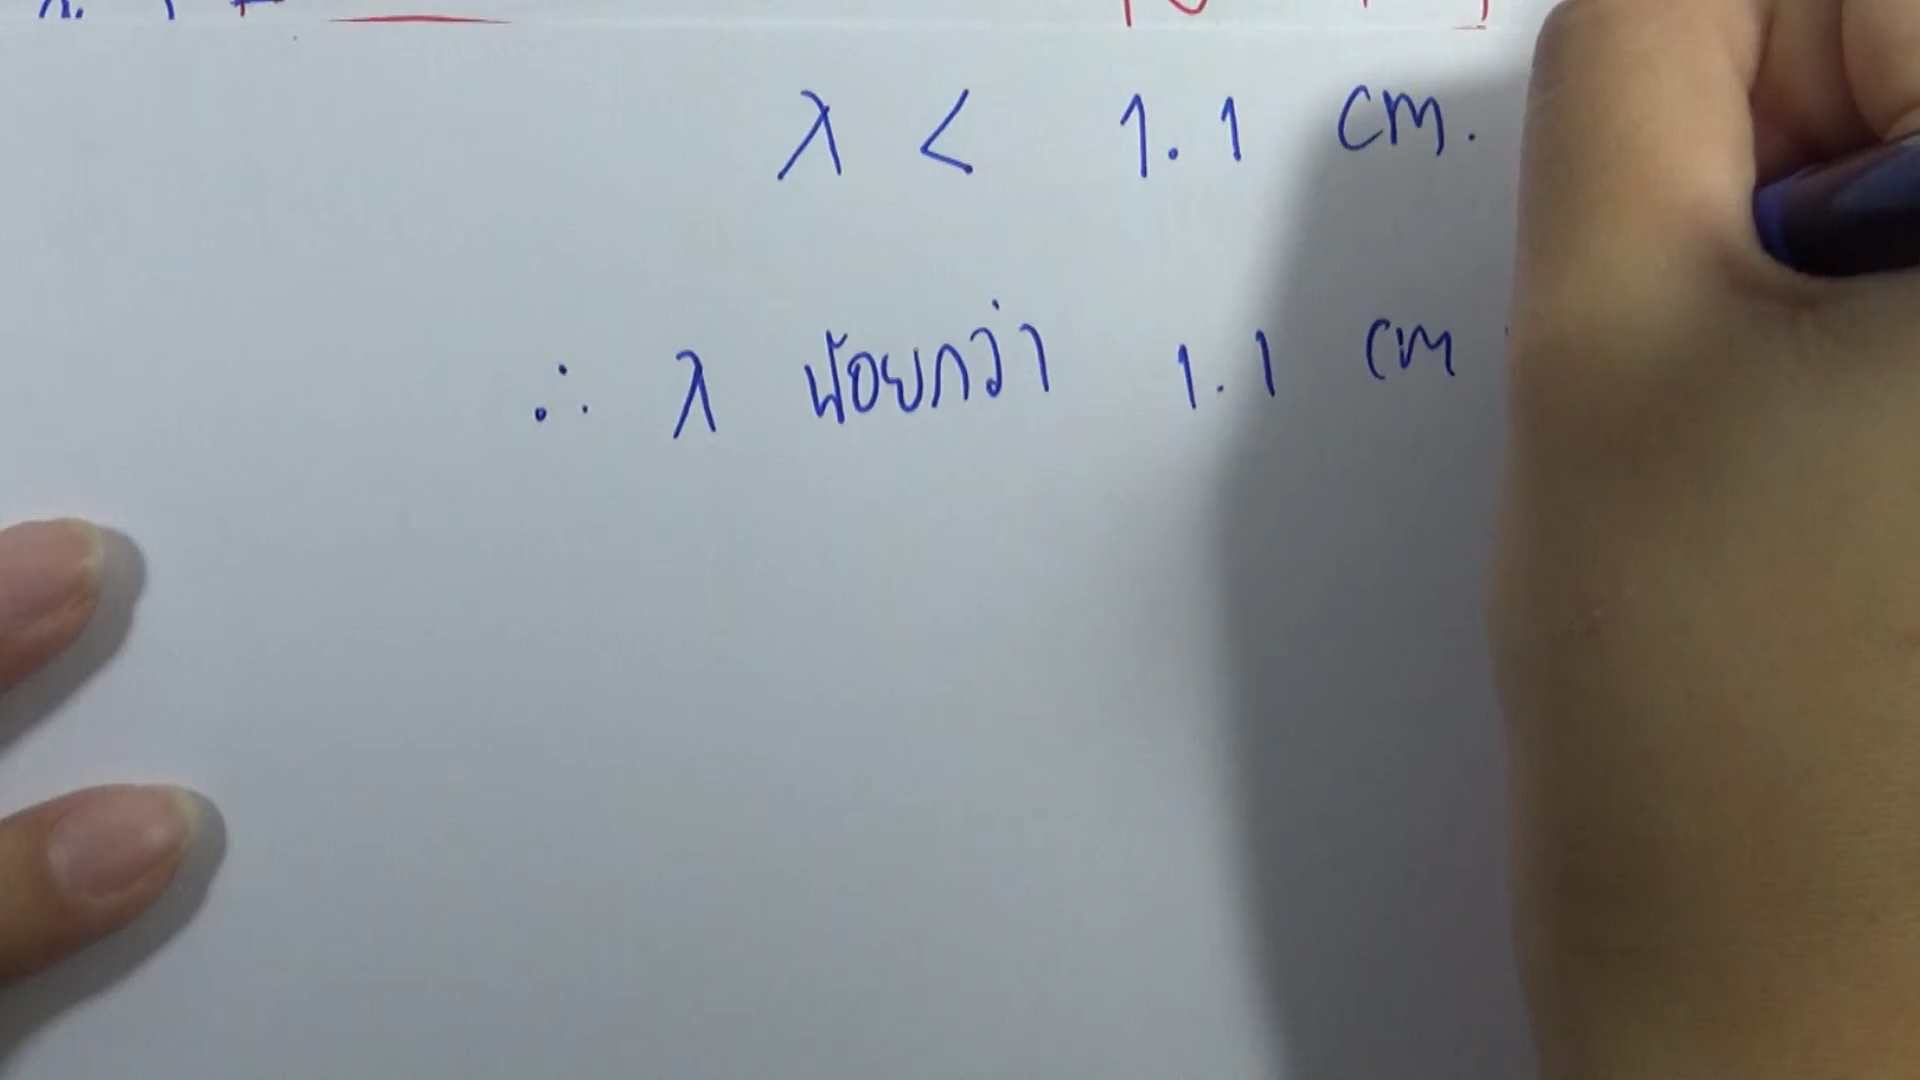 λ < 1.1 cm.
∴ λ น้อยกว่า 1.1 cm